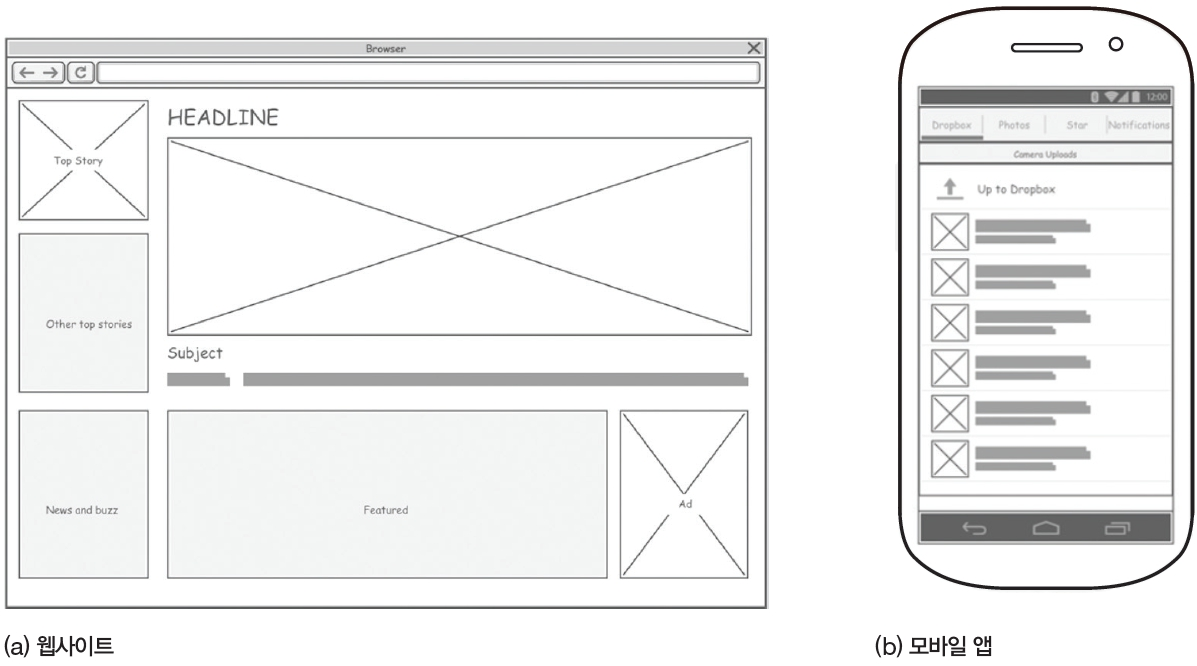 Browser
Top Story
HEADLINE
Other top stories
Subject
News and buzz
Featured
Ad
(a) 웹사이트
12:00
Dropbox Photos Star Notifications
Camera Uploads
Up to Dropbox
(b) 모바일 앱